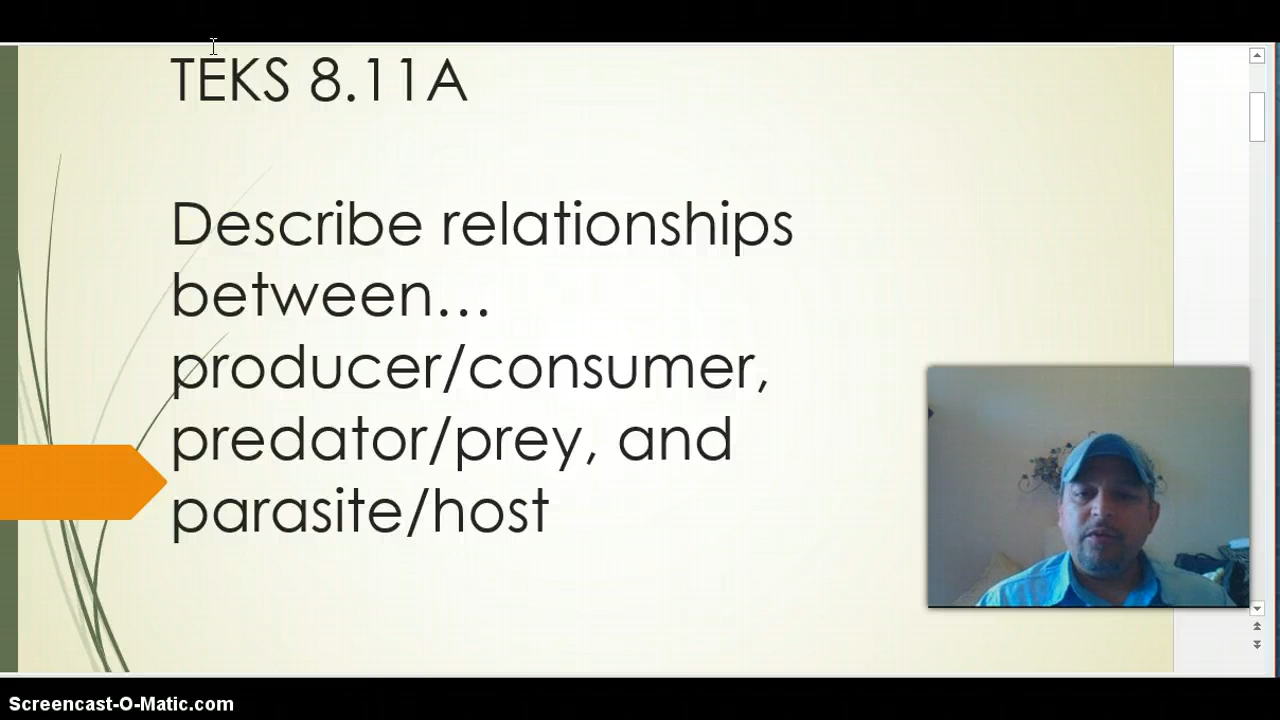 TEKS 8.11A
Describe relationships
between…
producer/consumer,
predator/prey, and
parasite/host
Screencast-O-Matic.com